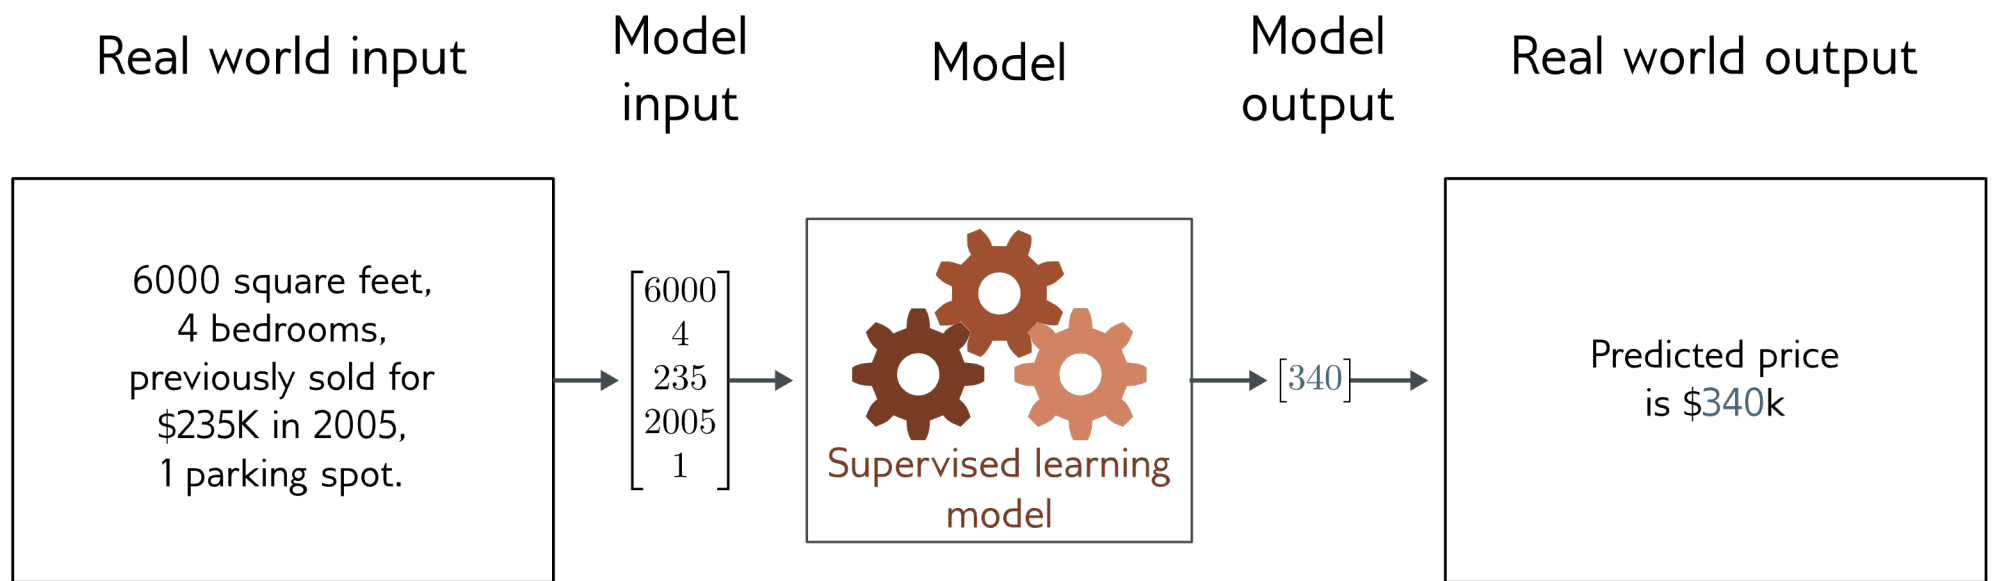 Real world input
Model
input
Model
Model
output
Real world output
6000 square feet,
4 bedrooms,
previously sold for
$235K in 2005,
1 parking spot.
6000
4
235
2005
1
Supervised learning
model
[340]
Predicted price
is $340k